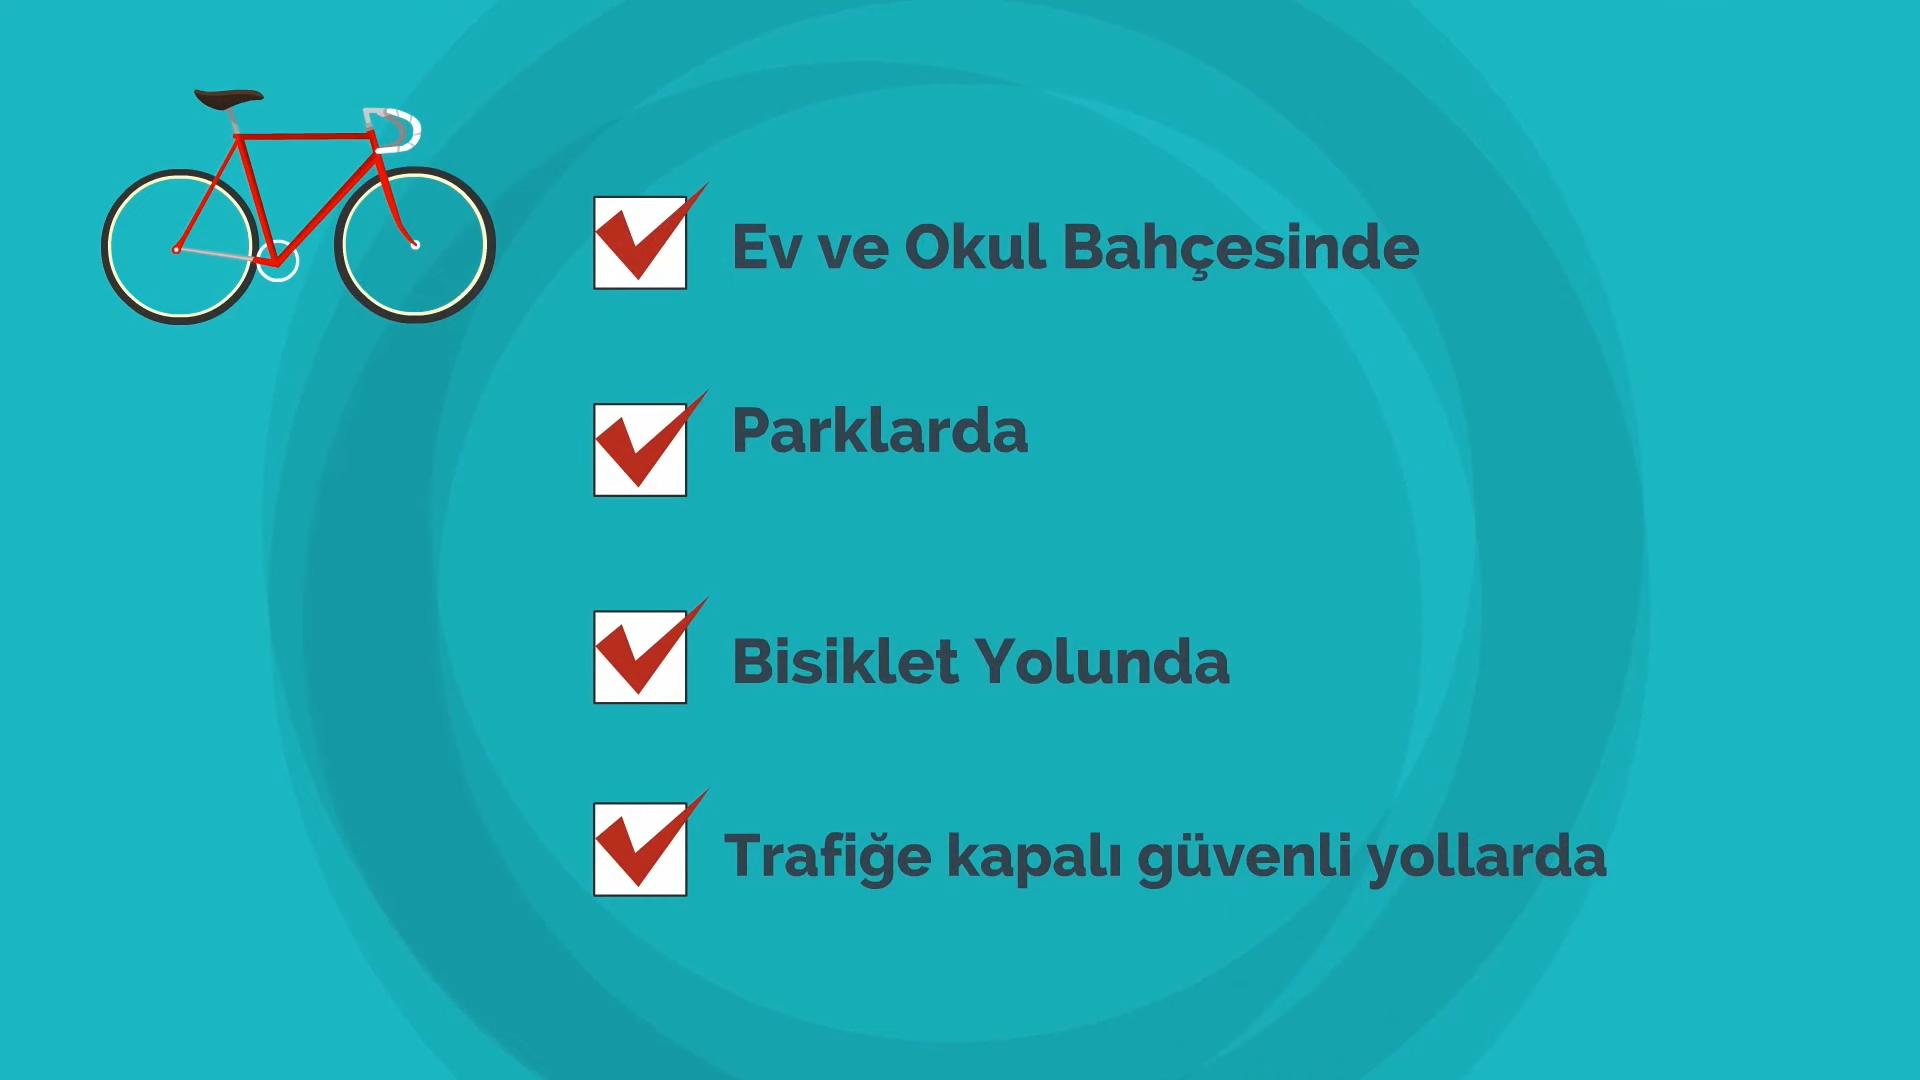 Ev ve Okul Bahçesinde
Parklarda
Bisiklet Yolunda
Trafiğe kapalı güvenli yollarda